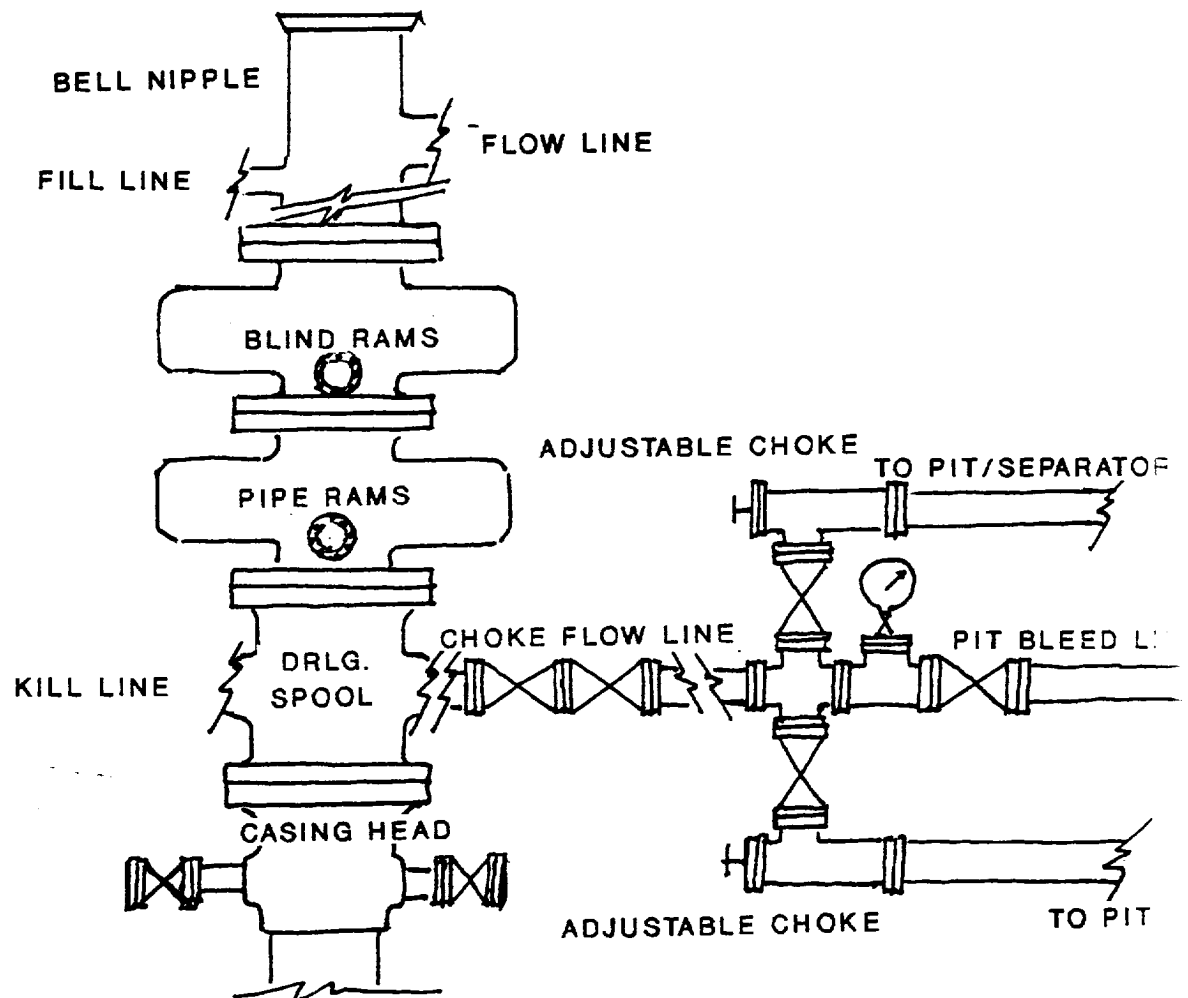 BELL NIPPLE
FLOW LINE
FILL LINE
BLIND RAMS
ADJUSTABLE CHOKE
TO PIT/SEPARATOR
PIPE RAMS
CHOKE FLOW LINE
PIT BLEED
DRLG.
SPOOL
KILL LINE
CASING HEAD
ADJUSTABLE CHOKE
TO PIT